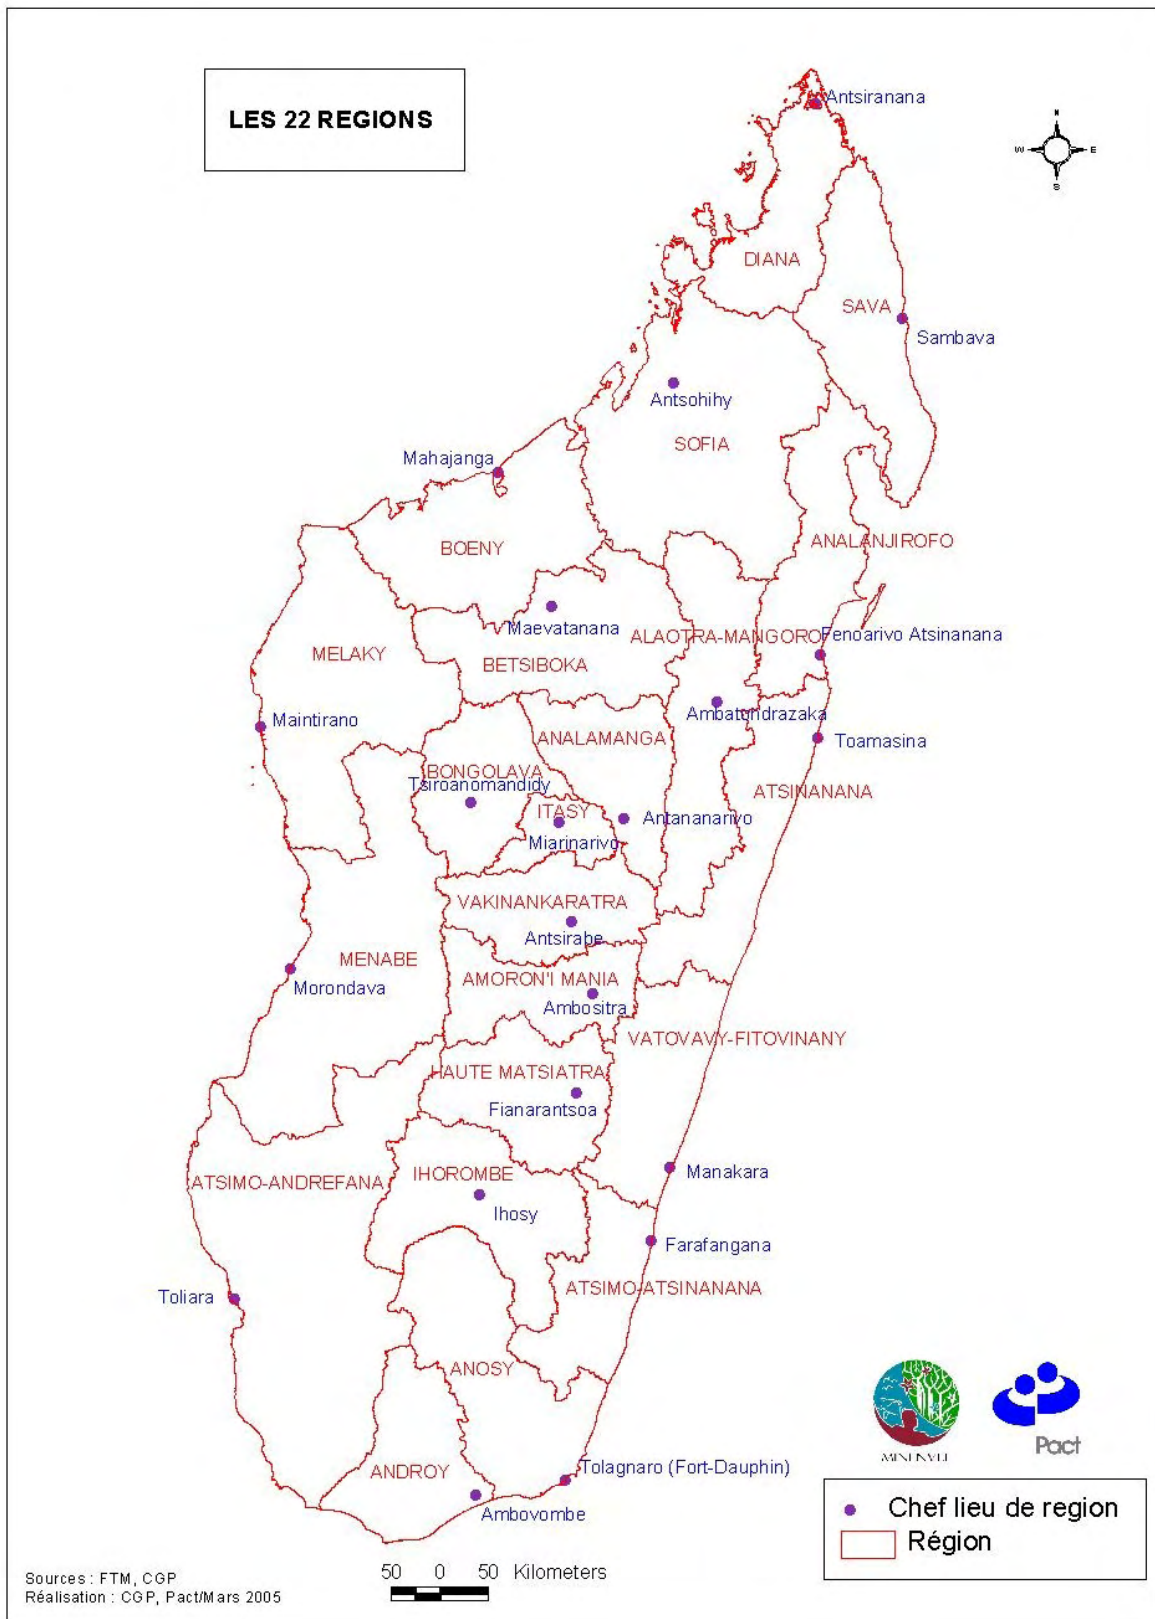 LES 22 REGIONS
Antsiranana
N
W
E
S
DIANA
SAVA
Sambava
Antsohihy
SOFIA
Mahajanga
BOENY
ANALANJIROFO
Maevatanana
ALAOTRA-MANGORO
Fenoarivo Atsinanana
MELAKY
BETSIBOKA
Maintirano
Ambatondrazaka
ANALAMANGA
Toamasina
BONGOLAVA
Tsiroanomandidy
ATSINANANA
ITASY
Antananarivo
Miarinarivo
VAKINANKARATRA
Antsirabe
MENABE
AMORON'I MANIA
Morondava
Ambositra
VATOVAVY-FITOVINANY
HAUTE MATSIATRA
Fianarantsoa
Manakara
ATSIMO-ANDREFANA
IHOROMBE
Ihosy
Farafangana
ATSIMO-ATSINANANA
Toliara
ANOSY
ANDROY
Tolagnaro (Fort-Dauphin)
Ambovombe
Pact
Chef lieu de region
Région
50 0 50 Kilometers
Sources : FTM, CGP
Réalisation : CGP, Pact/Mars 2005